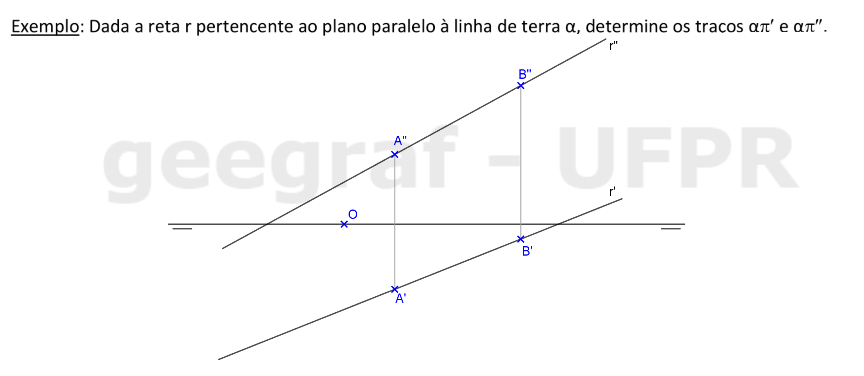 Exemplo: Dada a reta r pertencente ao plano paralelo à linha de terra α, determine os tracos απ′ e απ″.
r"
B"
A"
geegraf - UFPR
r'
O
B'
A'